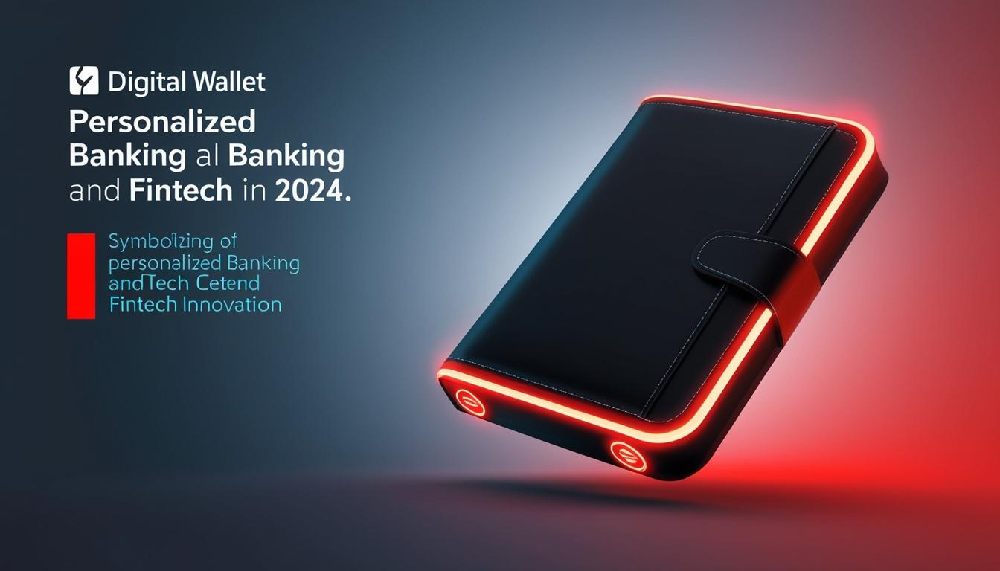 Digital Wallet
Personalized
Banking al Banking
and Fintech in 2024.
Symbolzing of
personalized Banking
andTech Cetend
Fintech Innovation